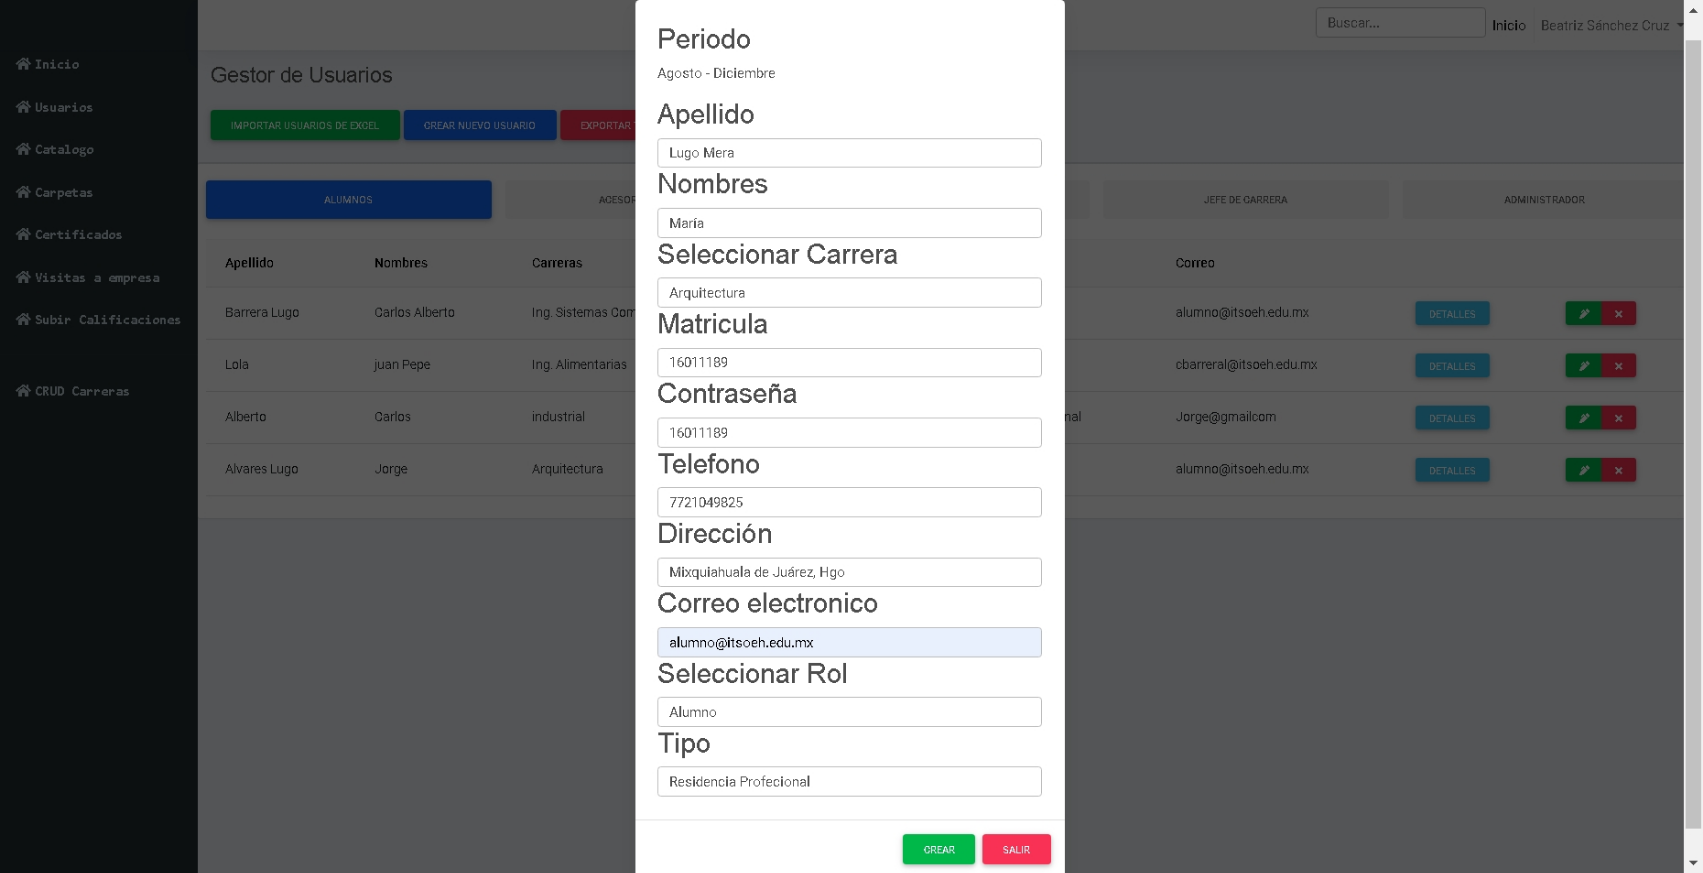 Buscar...
Inicio
Beatriz Sánchez Cruz
Inicio
Usuarios
Catalogo
Carpetas
Certificados
Visitas a empresa
Subir Calificaciones
CRUD Carreras
Gestor de Usuarios
IMPORTAR USUARIOS DE EXCEL
CREAR NUEVO USUARIO
EXPORTAR
ALUMNOS
ACESOR
JEFE DE CARRERA
ADMINISTRADOR
Apellido Nombres Carreras Correo
Barrera Lugo Carlos Alberto Ing. Sistemas Com alumno@itsoeh.edu.mx DETALLES
Lola juan Pepe Ing. Alimentarias cbarreral@itsoeh.edu.mx DETALLES
Alberto Carlos industrial nal Jorge@gmailcom DETALLES
Alvares Lugo Jorge Arquitectura alumno@itsoeh.edu.mx DETALLES
Periodo
Agosto - Diciembre
Apellido
Lugo Mera
Nombres
María
Seleccionar Carrera
Arquitectura
Matricula
16011189
Contraseña
16011189
Telefono
7721049825
Dirección
Mixquiahuala de Juárez, Hgo
Correo electronico
alumno@itsoeh.edu.mx
Seleccionar Rol
Alumno
Tipo
Residencia Profecional
CREAR
SALIR